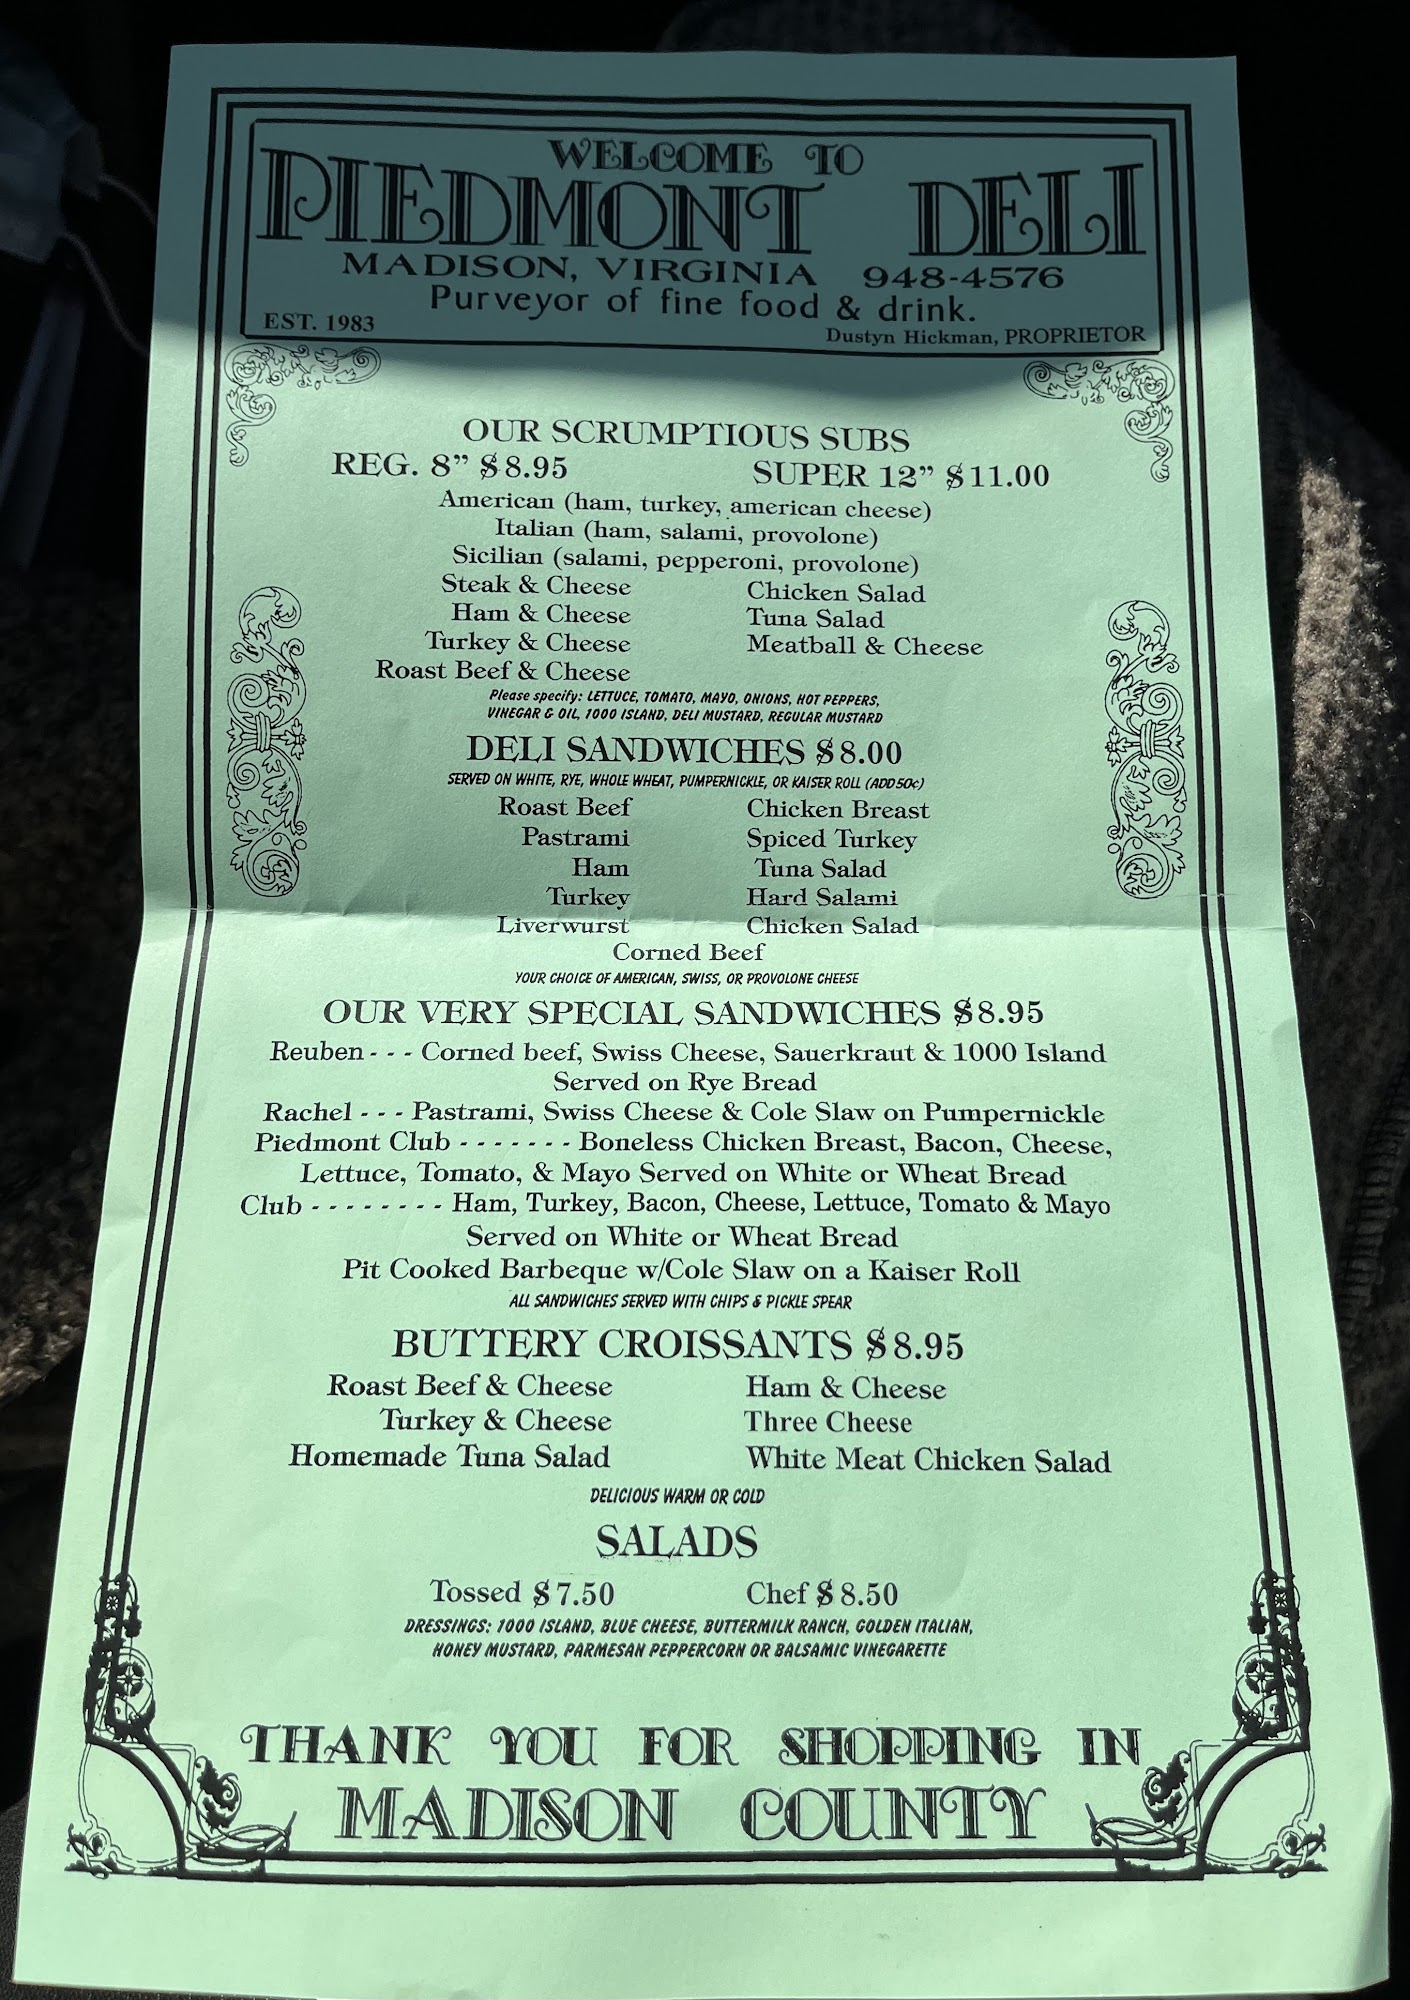 WELCOME TO
PIEDMONT DELI
MADISON, VIRGINIA 948-4576
Purveyor of fine food & drink.
EST. 1983
Dustyn Hickman, PROPRIETOR
OUR SCRUMPTIOUS SUBS
REG. 8" $8.95 SUPER 12" $11.00
American (ham, turkey, american cheese)
Italian (ham, salami, provolone)
Sicilian (salami, pepperoni, provolone)
Steak & Cheese Chicken Salad
Ham & Cheese Tuna Salad
Turkey & Cheese Meatball & Cheese
Roast Beef & Cheese
Please specify: LETTUCE, TOMATO, MAYO, ONIONS, HOT PEPPERS,
VINEGAR & OIL, 1000 ISLAND, DELI MUSTARD, REGULAR MUSTARD
DELI SANDWICHES $8.00
SERVED ON WHITE, RYE, WHOLE WHEAT, PUMPERNICKLE, OR KAISER ROLL (ADD 50¢)
Roast Beef Chicken Breast
Pastrami Spiced Turkey
Ham Tuna Salad
Turkey Hard Salami
Liverwurst Chicken Salad
Corned Beef
YOUR CHOICE OF AMERICAN, SWISS, OR PROVOLONE CHEESE
OUR VERY SPECIAL SANDWICHES $8.95
Reuben - - - Corned beef, Swiss Cheese, Sauerkraut & 1000 Island
Served on Rye Bread
Rachel - - - Pastrami, Swiss Cheese & Cole Slaw on Pumpernickle
Piedmont Club - - - - - - - Boneless Chicken Breast, Bacon, Cheese,
Lettuce, Tomato, & Mayo Served on White or Wheat Bread
Club - - - - - - - - Ham, Turkey, Bacon, Cheese, Lettuce, Tomato & Mayo
Served on White or Wheat Bread
Pit Cooked Barbeque w/Cole Slaw on a Kaiser Roll
ALL SANDWICHES SERVED WITH CHIPS & PICKLE SPEAR
BUTTERY CROISSANTS $8.95
Roast Beef & Cheese Ham & Cheese
Turkey & Cheese Three Cheese
Homemade Tuna Salad White Meat Chicken Salad
DELICIOUS WARM OR COLD
SALADS
Tossed $7.50 Chef $8.50
DRESSINGS: 1000 ISLAND, BLUE CHEESE, BUTTERMILK RANCH, GOLDEN ITALIAN,
HONEY MUSTARD, PARMESAN PEPPERCORN OR BALSAMIC VINEGARETTE
THANK YOU FOR SHOPPING IN
MADISON COUNTY